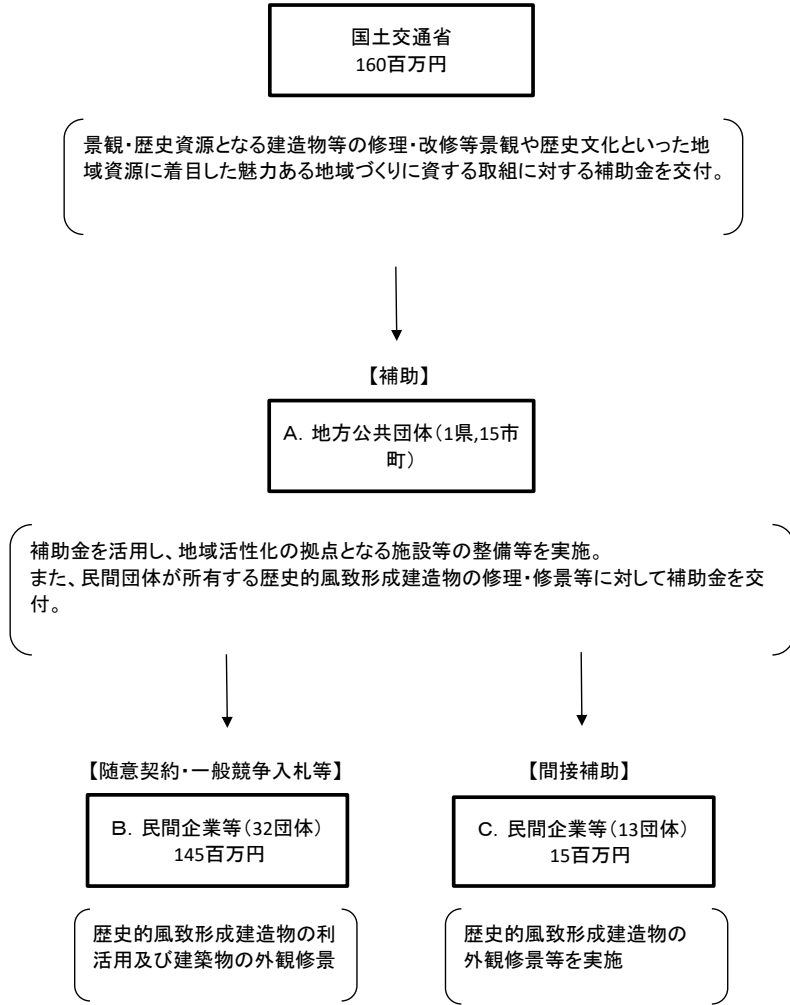 国土交通省
160百万円
景観・歴史資源となる建造物等の修理・改修等景観や歴史文化といった地
域資源に着目した魅力ある地域づくりに資する取組に対する補助金を交付。
【補助】
A．地方公共団体（1県,15市
町）
補助金を活用し、地域活性化の拠点となる施設等の整備等を実施。
また、民間団体が所有する歴史的風致形成建造物の修理・修景等に対して補助金を交
付。
【随意契約・一般競争入札等】
B．民間企業等（32団体）
145百万円
歴史的風致形成建造物の利
活用及び建築物の外観修景
【間接補助】
C．民間企業等（13団体）
15百万円
歴史的風致形成建造物の
外観修景等を実施